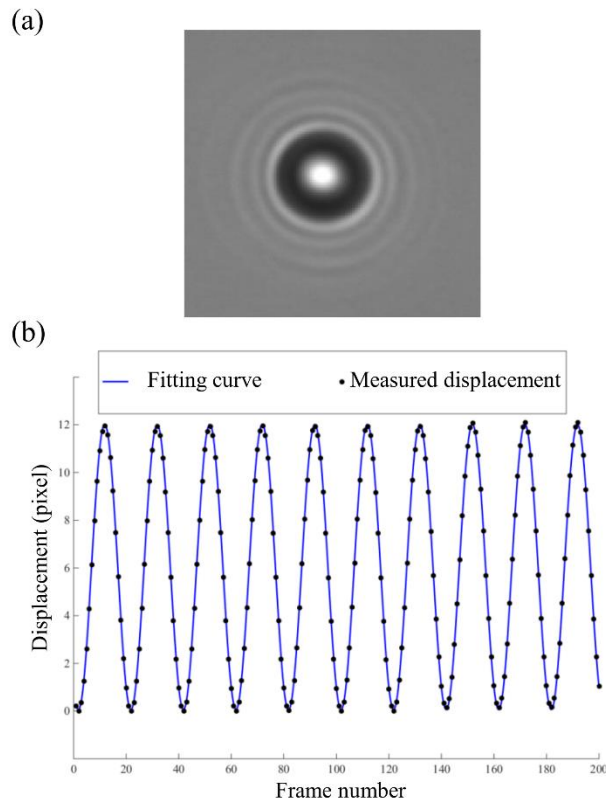 (a)
(b)
Fitting curve
Measured displacement
12
10
8
6
4
2
0
Displacement (pixel)
0 20 40 60 80 100 120 140 160 180 200
Frame number